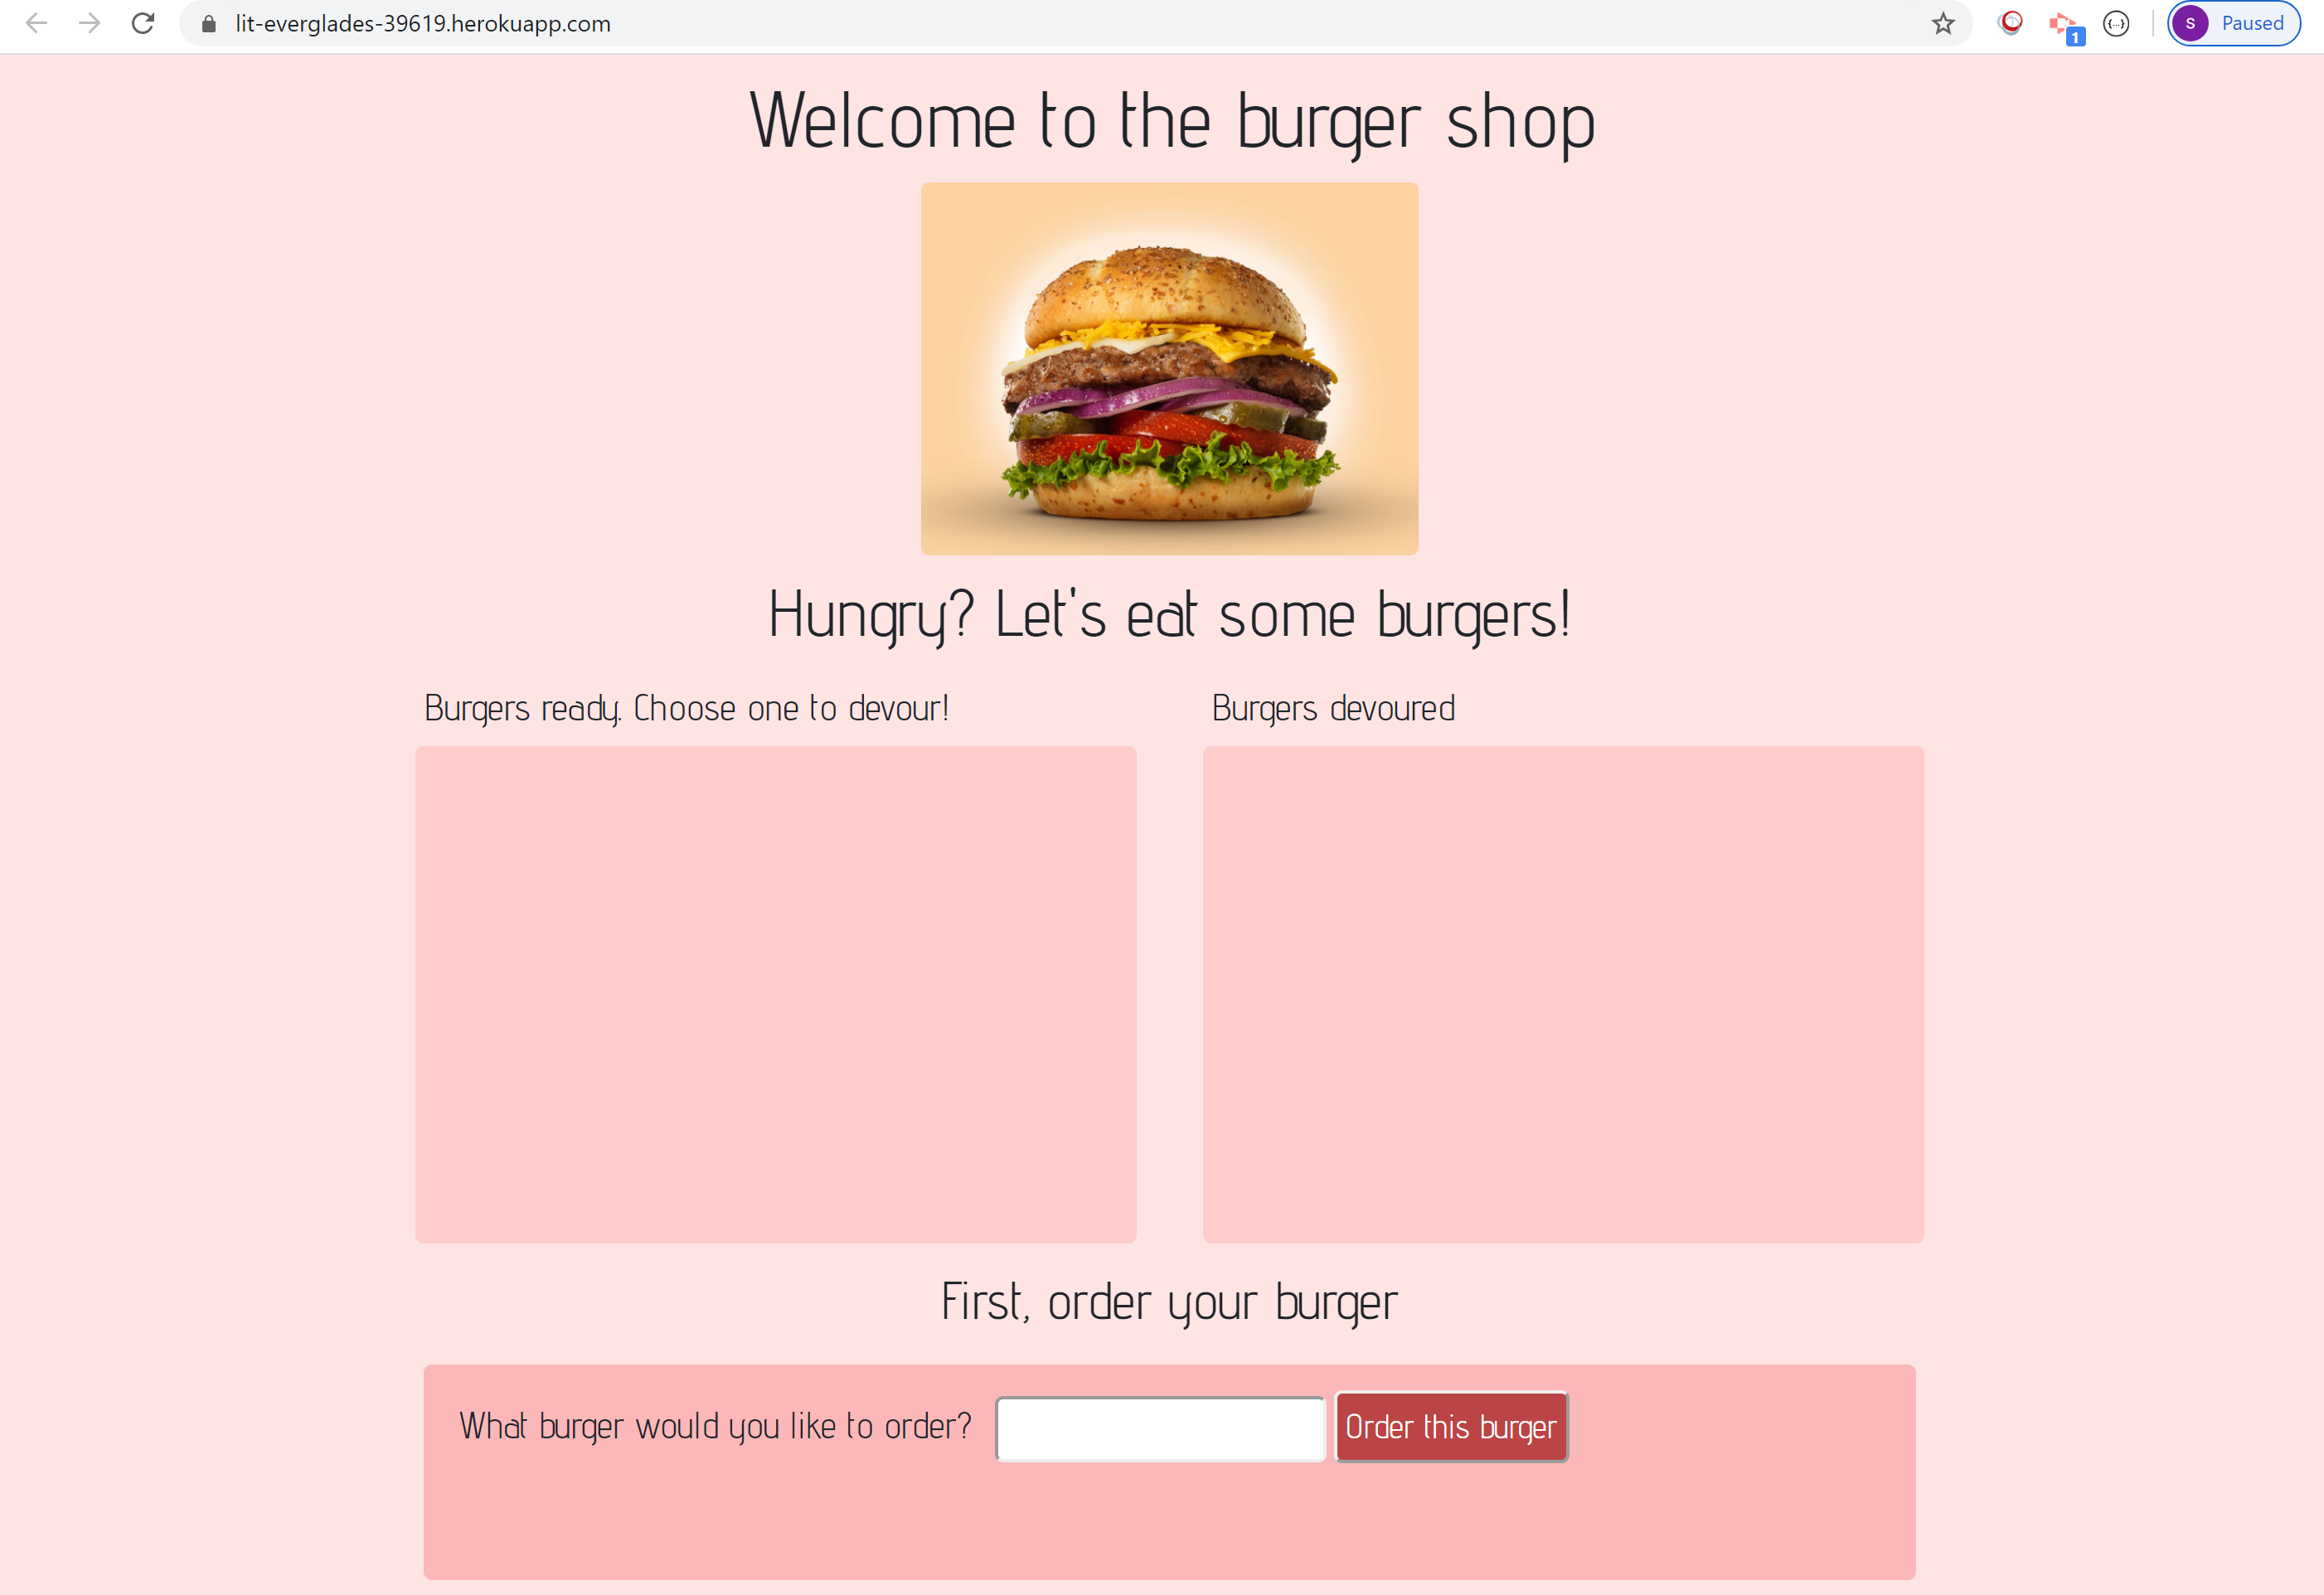 lit-everglades-39619.herokuapp.com
1
{...}
S
Paused
Welcome to the burger shop
Hungry? Let's eat some burgers!
Burgers ready. Choose one to devour!
Burgers devoured
First, order your burger
What burger would you like to order?
Order this burger